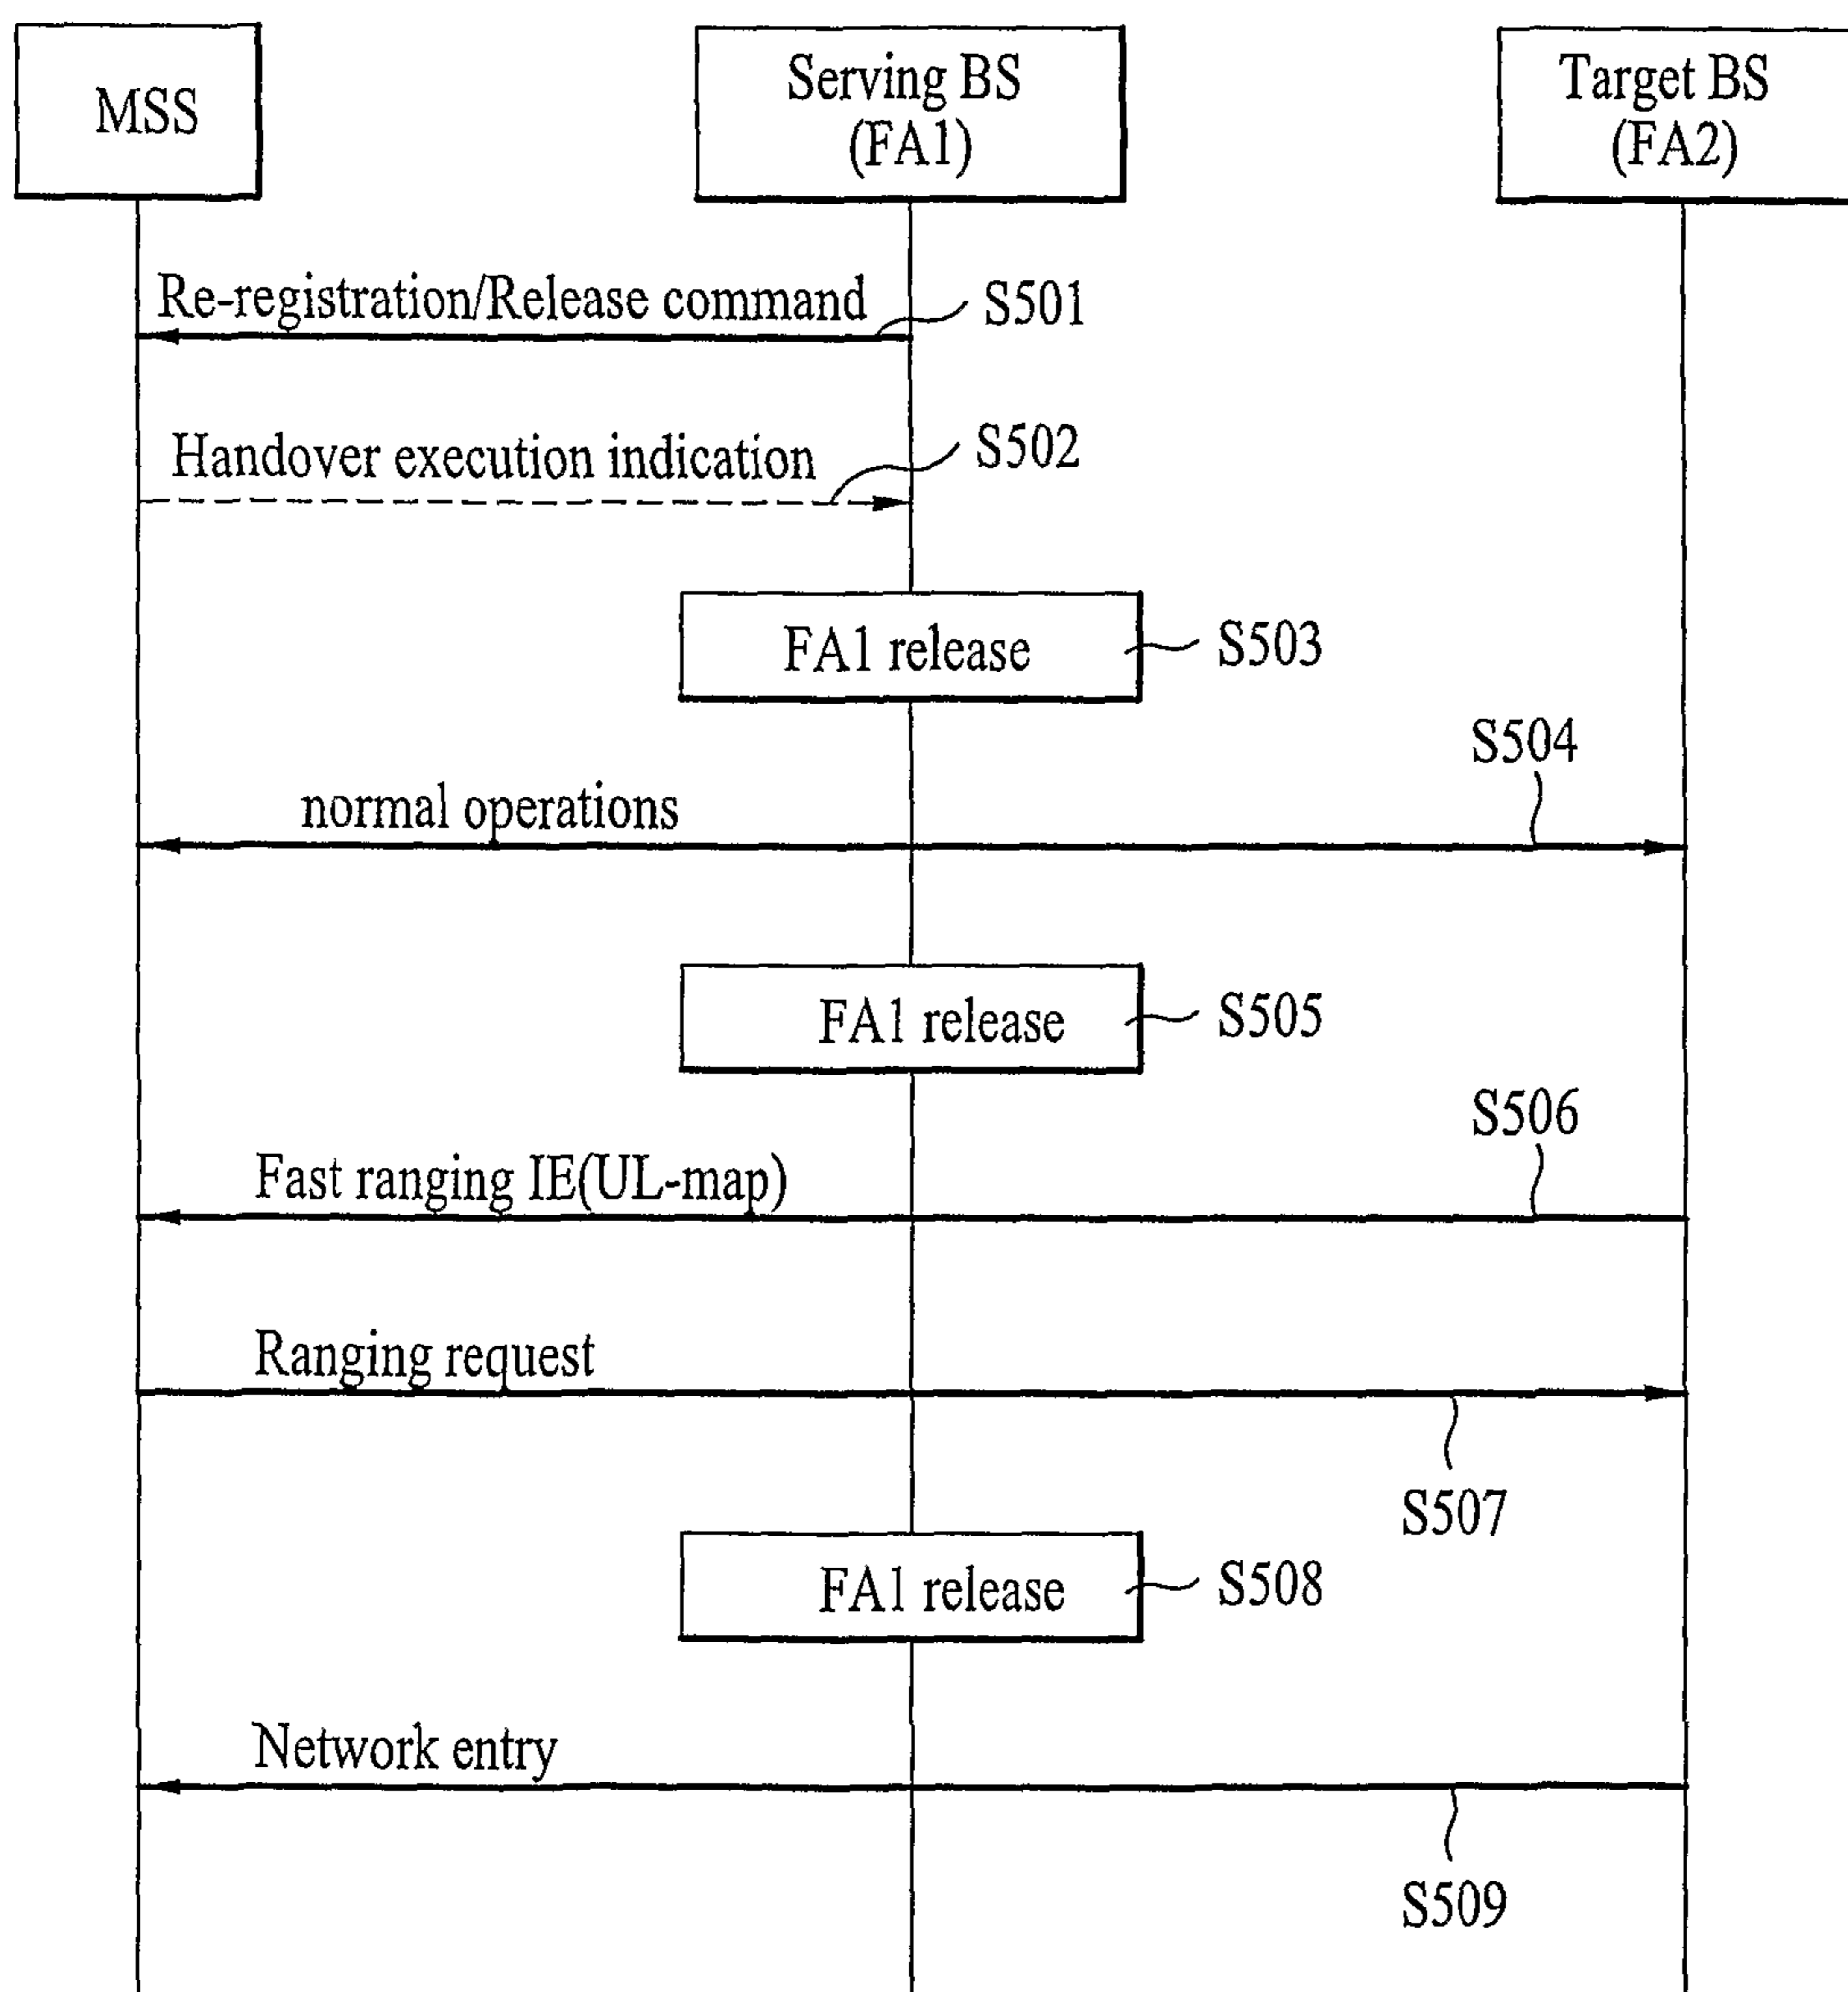 MSS
Serving BS
(FA1)
Target BS
(FA2)
Re-registration/Release command
S501
Handover execution indication
S502
FA1 release
S503
S504
normal operations
FA1 release
S505
S506
Fast ranging IE(UL-map)
Ranging request
S507
FA1 release
S508
Network entry
S509